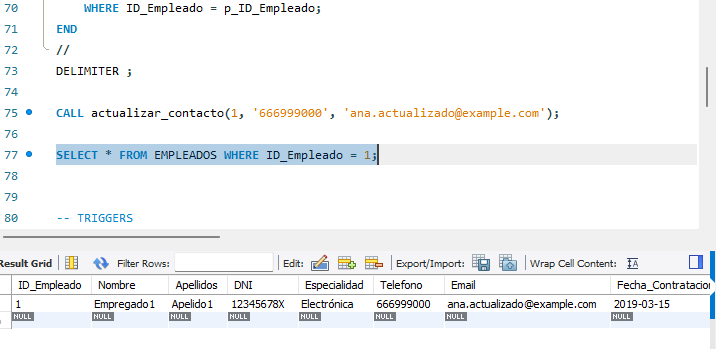 70 WHERE ID_Empleado = p_ID_Empleado;
71 END
72 //
73 DELIMITER ;
74
75 CALL actualizar_contacto(1, '666999000', 'ana.actualizado@example.com');
76
77 SELECT * FROM EMPLEADOS WHERE ID_Empleado = 1;
78
79
80 -- TRIGGERS
Result Grid Filter Rows: Edit: Export/Import: Wrap Cell Content: IA
ID_Empleado Nombre Apellidos DNI Especialidad Telefono Email Fecha_Contratacion
1 Empregado1 Apelido1 12345678X Electrónica 666999000 ana.actualizado@example.com 2019-03-15
NULL NULL NULL NULL NULL NULL NULL NULL